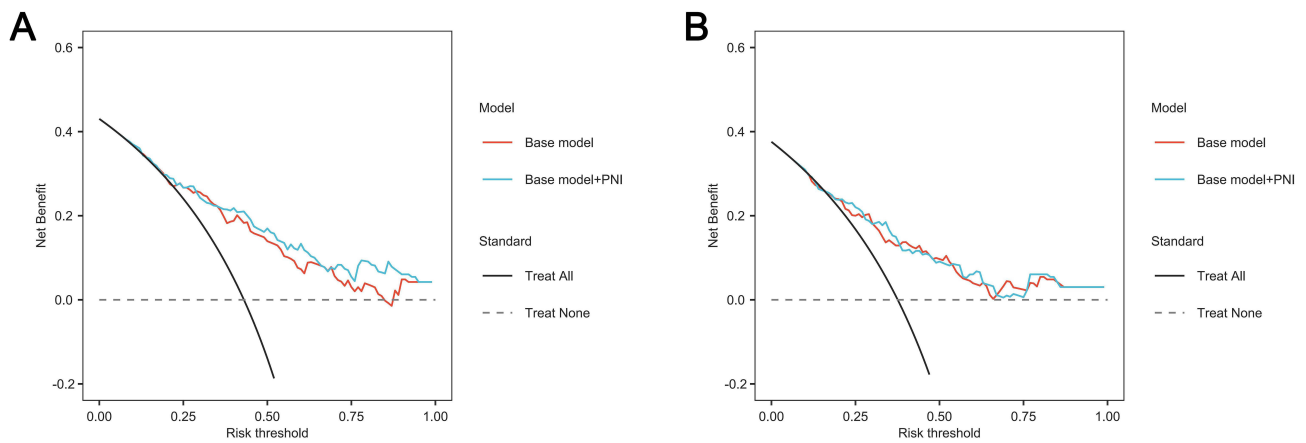 A
Net Benefit
0.6
0.4
0.2
0.0
-0.2
0.00 0.25 0.50 0.75 1.00
Risk threshold
Model
Base model
Base model+PNI
Standard
Treat All
Treat None
B
Net Benefit
0.6
0.4
0.2
0.0
-0.2
0.00 0.25 0.50 0.75 1.00
Risk threshold
Model
Base model
Base model+PNI
Standard
Treat All
Treat None